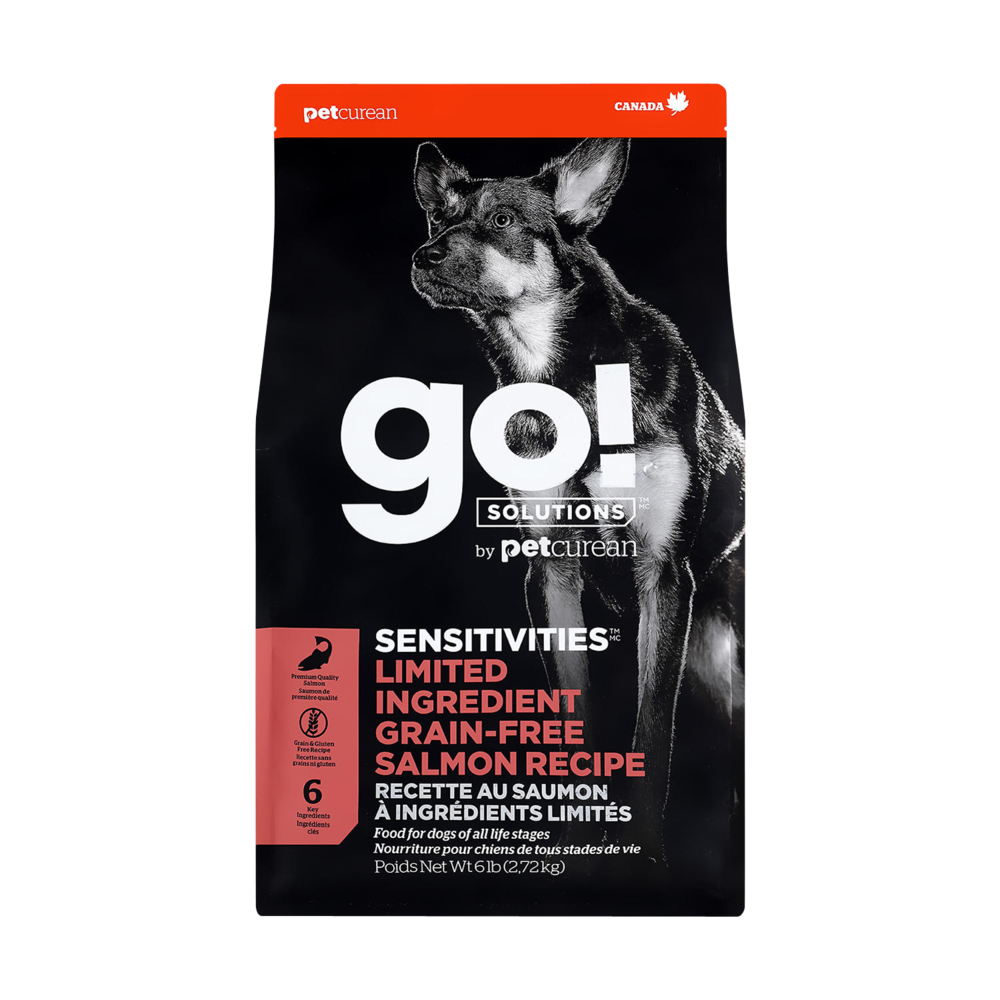 petcurean
CANADA
go!
SOLUTIONS
TM
MC
by petcurean
SENSITIVITIES TM
MC
LIMITED
INGREDIENT
GRAIN-FREE
SALMON RECIPE
RECETTE AU SAUMON
À INGRÉDIENTS LIMITÉS
Food for dogs of all life stages
Nourriture pour chiens de tous stades de vie
Poids Net Wt 6 lb (2,72 kg)
Premium Quality
Salmon
Saumon de
première qualité
Grain & Gluten
Free Recipe
Recette sans
grains ni gluten
6
Key
Ingredients
Ingrédients
clés